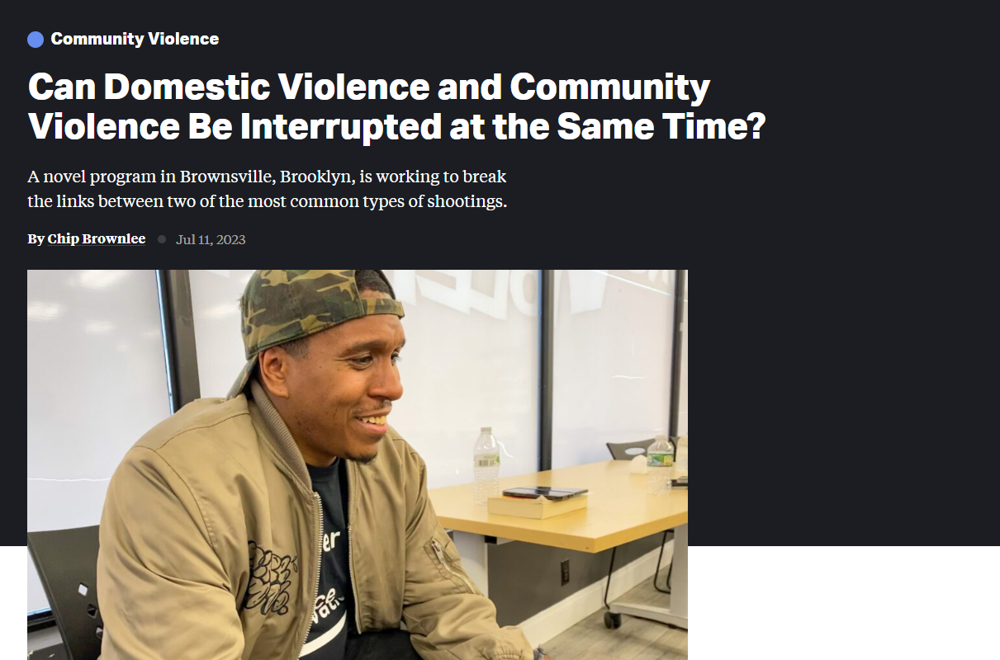 Community Violence
Can Domestic Violence and Community
Violence Be Interrupted at the Same Time?
A novel program in Brownsville, Brooklyn, is working to break
the links between two of the most common types of shootings.
By Chip Brownlee
Jul 11, 2023